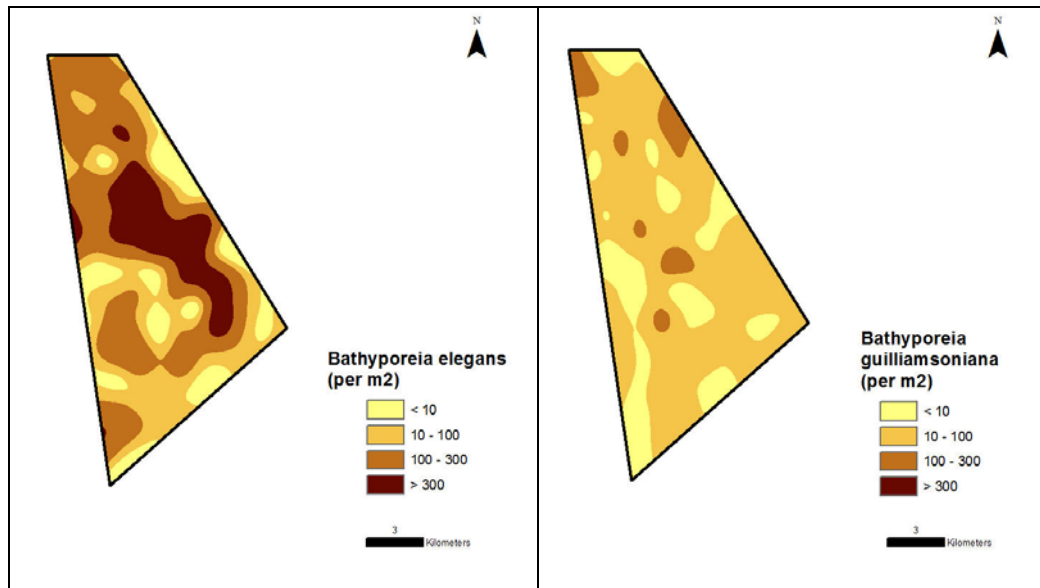 N
Bathyporeia elegans
(per m2)
< 10
10 - 100
100 - 300
> 300
3
Kilometers
N
Bathyporeia
guilliamsoniana
(per m2)
< 10
10 - 100
100 - 300
> 300
3
Kilometers